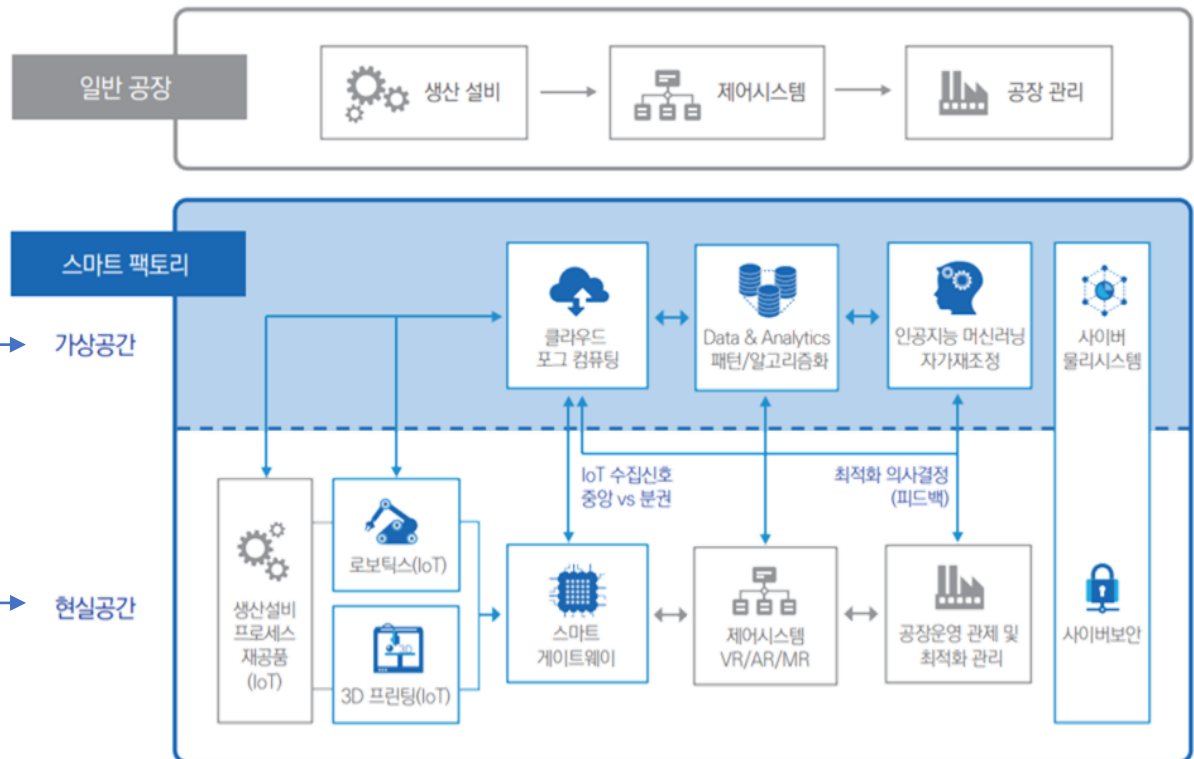 일반 공장
생산 설비
제어시스템
공장 관리
스마트 팩토리
가상공간
클라우드
포그 컴퓨팅
Data & Analytics
패턴/알고리즘화
인공지능 머신러닝
자가재조정
사이버
물리시스템
IoT 수집신호
중앙 vs 분권
최적화 의사결정
(피드백)
현실공간
생산설비
프로세스
재공품
(IoT)
로보틱스(IoT)
3D
3D 프린팅(IoT)
스마트
게이트웨이
제어시스템
VR/AR/MR
공장운영 관제 및
최적화 관리
사이버보안